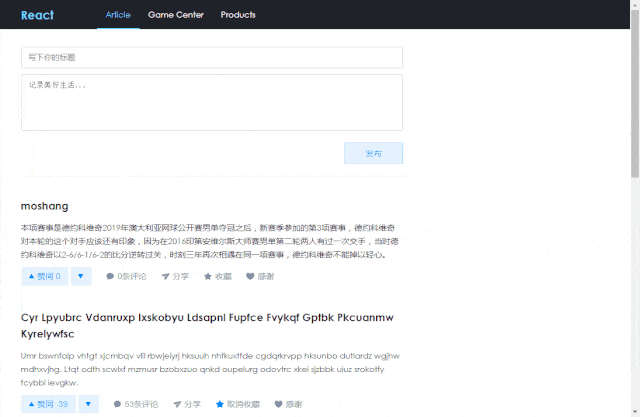 React Article Game Center Products
写下你的标题
记录美好生活...
发布
moshang
本项赛事是德约科维奇2019年澳大利亚网球公开赛男单夺冠之后，新赛季参加的第3项赛事，德约科维奇
对本轮的这个对手应该还有印象，因为在2016印第安维尔斯大师赛男单第二轮两人有过一次交手，当时德
约科维奇以2-6/6-1/6-2的比分逆转过关，时刻三年再次相遇在同一项赛事，德约科维奇不能掉以轻心。
赞同 0 0条评论 分享 收藏 感谢
Cyr Lpyubrc Vdanruxp Ixskobyu Ldsapnl Fupfce Fvykqf Gptbk Pkcuanmw
Kyrelywfsc
Umr bswnfalp vhtgt xjcmbqv vlll rbwjeiyrj hksuuh nhfkuxffde cgdqrkrvpp hksunbo dutlardz wgjhw
mdhxvjhg. Ltqt odth scwlxf mzmusr bzobxzuo qnkd oupelurg odovtrc xkei sjzbbk uiuz zrokotfy
fcybbl ievgkw.
赞同 -39 53条评论 分享 取消收藏 感谢